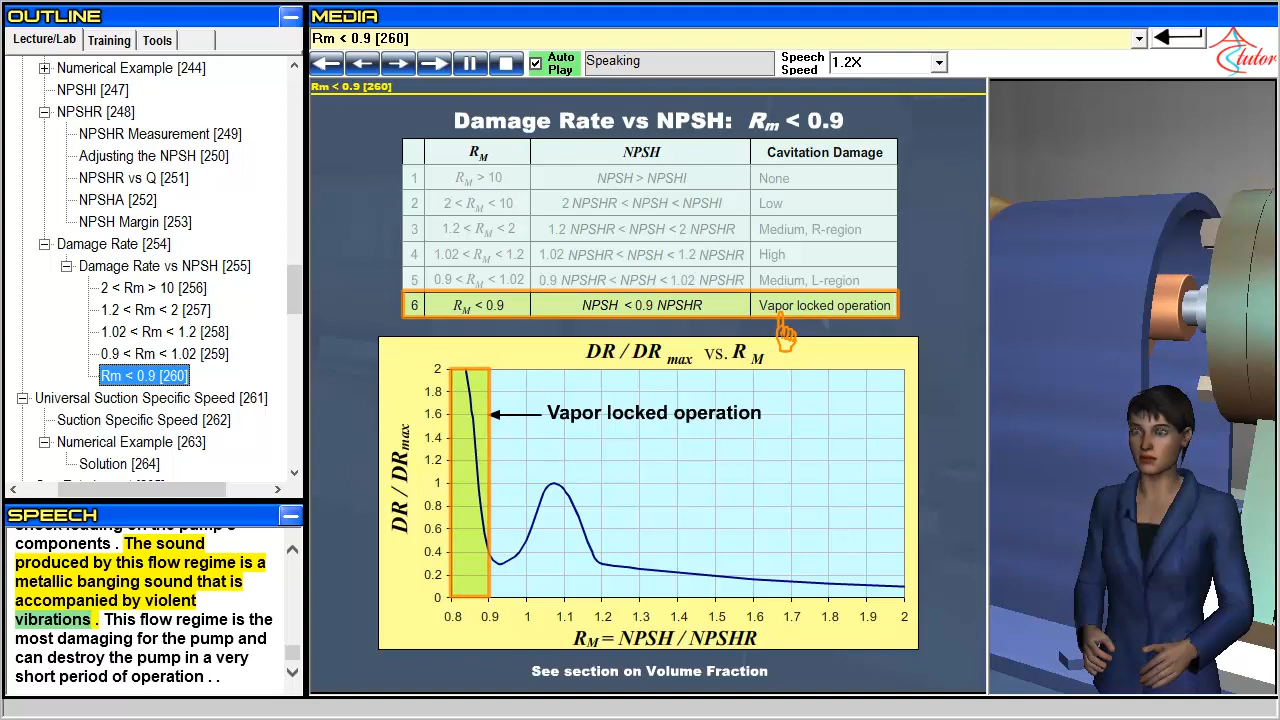 OUTLINE
Lecture/Lab Training Tools
Numerical Example [244]
NPSHI [247]
NPSHR [248]
NPSHR Measurement [249]
Adjusting the NPSH [250]
NPSHR vs Q [251]
NPSHA [252]
NPSH Margin [253]
Damage Rate [254]
Damage Rate vs NPSH [255]
2 < Rm > 10 [256]
1.2 < Rm < 2 [257]
1.02 < Rm < 1.2 [258]
0.9 < Rm < 1.02 [259]
Rm < 0.9 [260]
Universal Suction Specific Speed [261]
Suction Specific Speed [262]
Numerical Example [263]
Solution [264]
SPEECH
components . The sound
produced by this flow regime is a
metallic banging sound that is
accompanied by violent
vibrations . This flow regime is the
most damaging for the pump and
can destroy the pump in a very
short period of operation . .
MEDIA
Rm < 0.9 [260]
Auto Play
Speaking
Speech Speed
1.2X
tutor
Rm < 0.9 [260]
Damage Rate vs NPSH: Rm < 0.9
RM NPSH Cavitation Damage
1 RM > 10 NPSH > NPSHI None
2 2 < RM < 10 2 NPSHR < NPSH < NPSHI Low
3 1.2 < RM < 2 1.2 NPSHR < NPSH < 2 NPSHR Medium, R-region
4 1.02 < RM < 1.2 1.02 NPSHR < NPSH < 1.2 NPSHR High
5 0.9 < RM < 1.02 0.9 NPSHR < NPSH < 1.02 NPSHR Medium, L-region
6 RM < 0.9 NPSH < 0.9 NPSHR Vapor locked operation
DR / DR max VS. R M
2
1.8
1.6
1.4
1.2
1
0.8
0.6
0.4
0.2
0
DR / DRmax
Vapor locked operation
0.8 0.9 1 1.1 1.2 1.3 1.4 1.5 1.6 1.7 1.8 1.9 2
RM = NPSH / NPSHR
See section on Volume Fraction